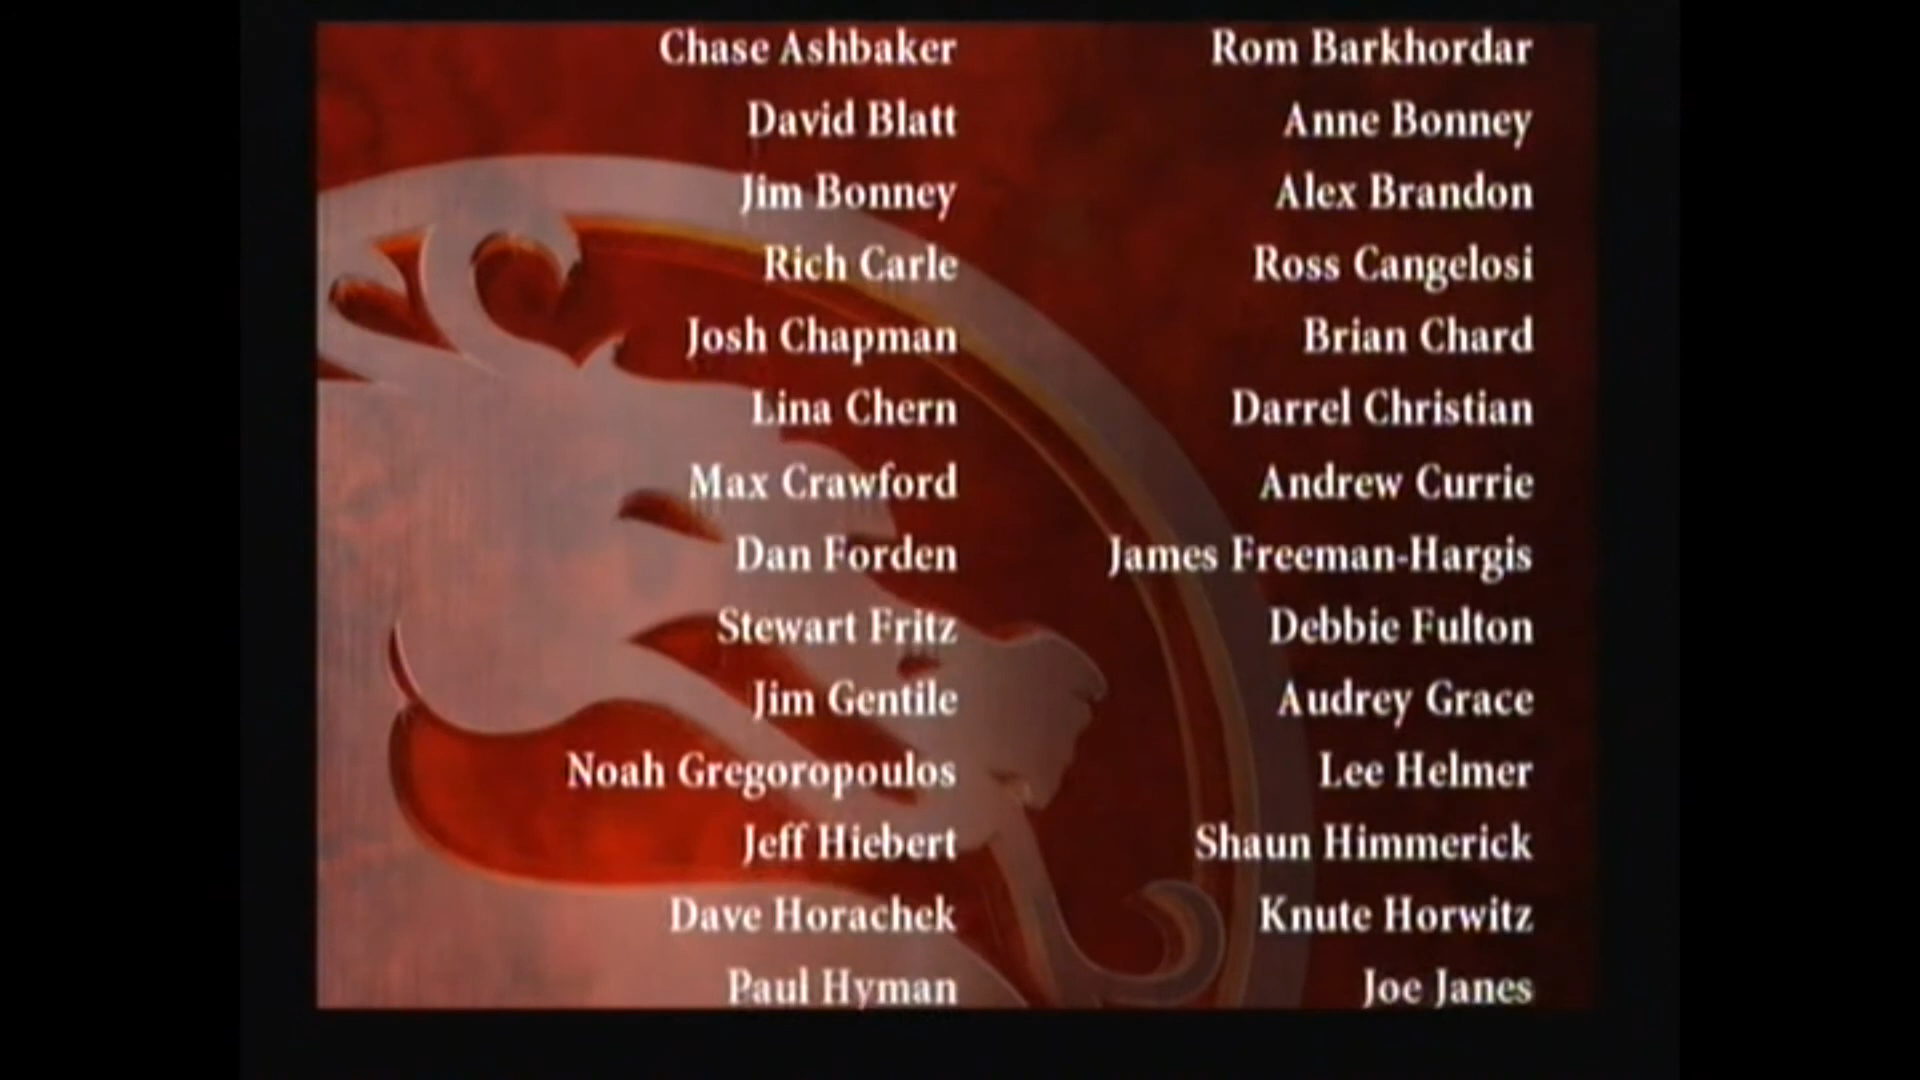 Chase Ashbaker Rom Barkhordar
David Blatt Anne Bonney
Jim Bonney Alex Brandon
Rich Carle Ross Cangelosi
Josh Chapman Brian Chard
Lina Chern Darrel Christian
Max Crawford Andrew Currie
Dan Forden James Freeman-Hargis
Stewart Fritz Debbie Fulton
Jim Gentile Audrey Grace
Noah Gregoropoulos Lee Helmer
Jeff Hiebert Shaun Himmerick
Dave Horachek Knute Horwitz
Paul Hyman Joe Janes